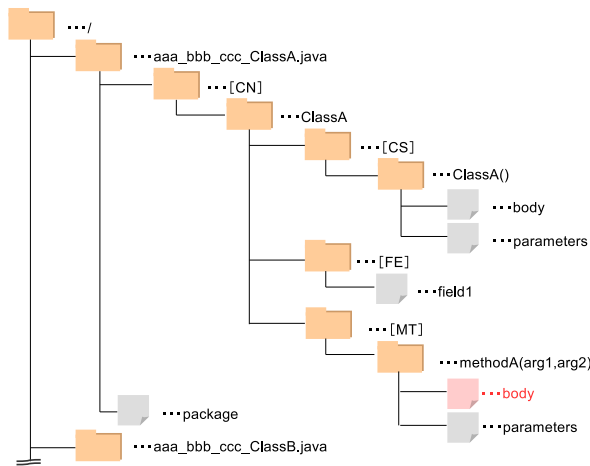 ···/
···aaa_bbb_ccc_ClassA.java
···[CN]
···ClassA
···[CS]
···ClassA()
···body
···parameters
···[FE]
···field1
···[MT]
···methodA(arg1,arg2)
···body
···package
···parameters
···aaa_bbb_ccc_ClassB.java